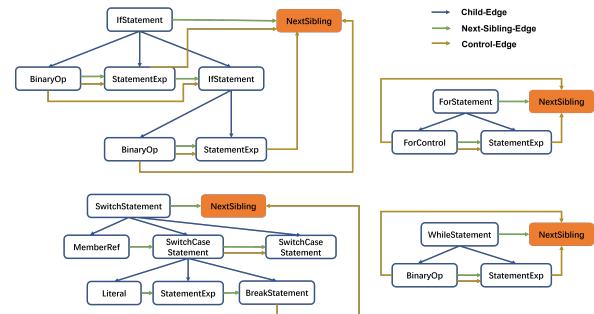 IfStatement
NextSibling
BinaryOp
StatementExp
IfStatement
BinaryOp
StatementExp
Child-Edge
Next-Sibling-Edge
Control-Edge
ForStatement
NextSibling
ForControl
StatementExp
SwitchStatement
NextSibling
MemberRef
SwitchCase
Statement
SwitchCase
Statement
Literal
StatementExp
BreakStatement
WhileStatement
NextSibling
BinaryOp
StatementExp